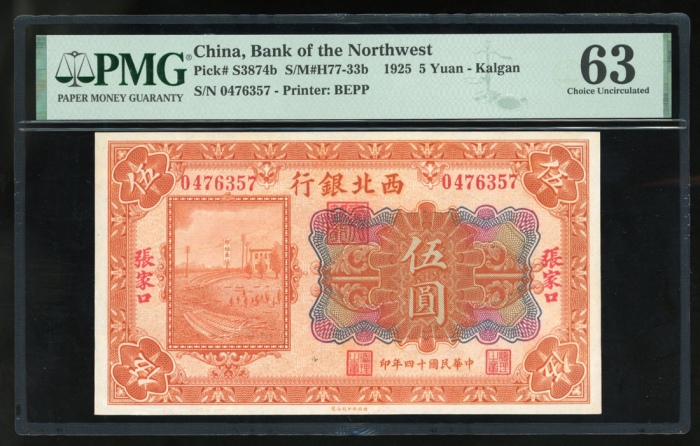 PMG®
PAPER MONEY GUARANTY
China, Bank of the Northwest
Pick# S3874b S/M#H77-33b 1925 5 Yuan - Kalgan
S/N 0476357 - Printer: BEPP
63
Choice Uncirculated
伍
伍
0476357
行銀北西
0476357
張家口
伍圓
張家口
印年四十國民華中